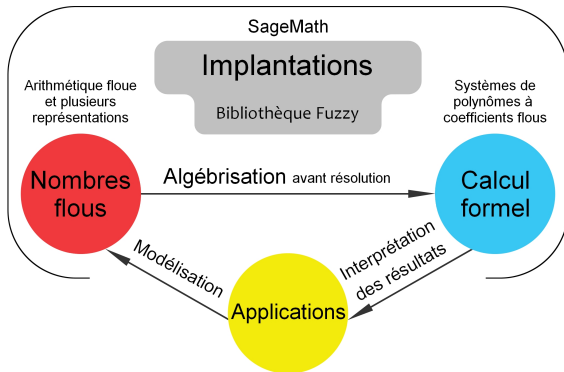 SageMath
Implantations
Bibliothèque Fuzzy
Arithmétique floue
et plusieurs
représentations
Systèmes de
polynômes à
coefficients flous
Nombres
flous
Algébrisation avant résolution
Calcul
formel
Modélisation
Applications
Interprétation
des résultats